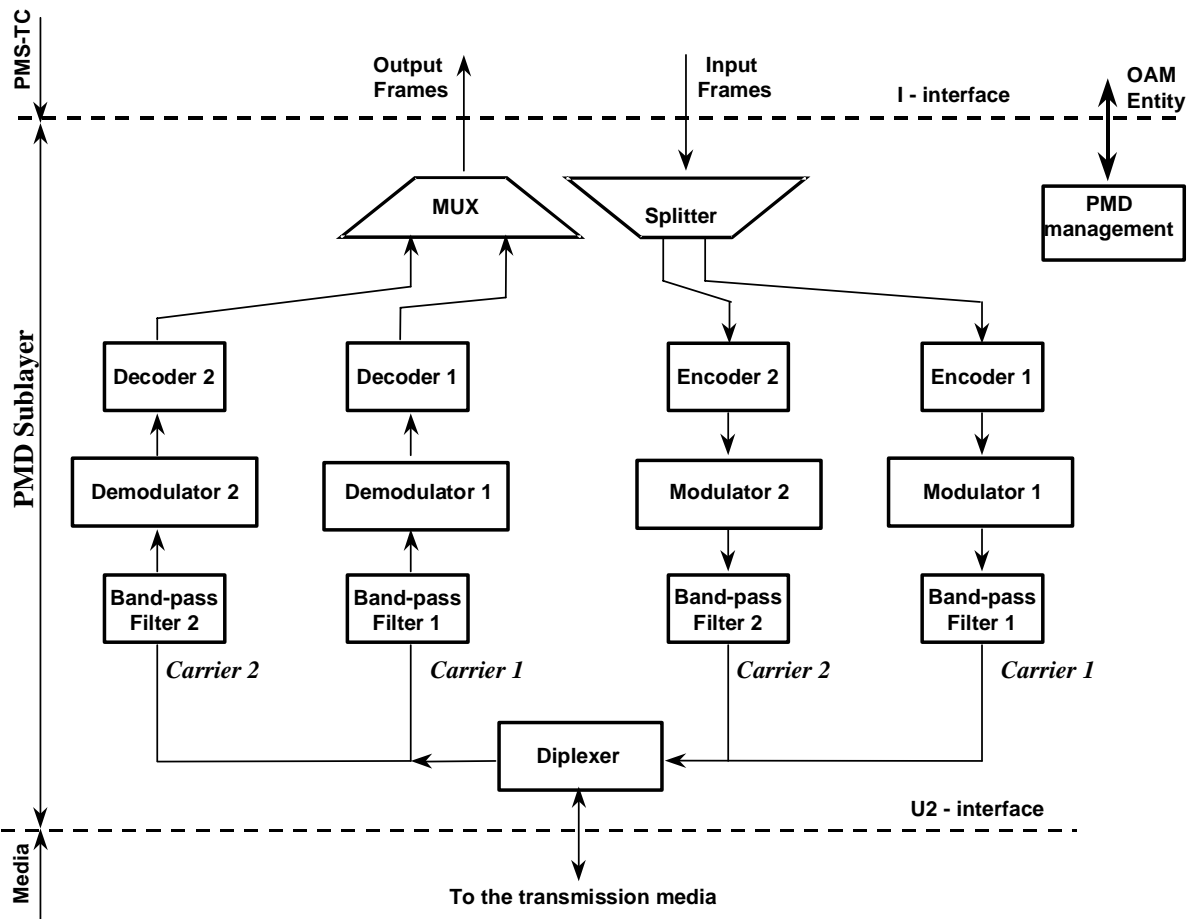 PMS-TC
Output
Frames
Input
Frames
I - interface
OAM
Entity
MUX
Splitter
PMD
management
PMD Sublayer
Decoder 2
Decoder 1
Encoder 2
Encoder 1
Demodulator 2
Demodulator 1
Modulator 2
Modulator 1
Band-pass
Filter 2
Band-pass
Filter 1
Band-pass
Filter 2
Band-pass
Filter 1
Carrier 2
Carrier 1
Carrier 2
Carrier 1
Diplexer
U2 - interface
Media
To the transmission media